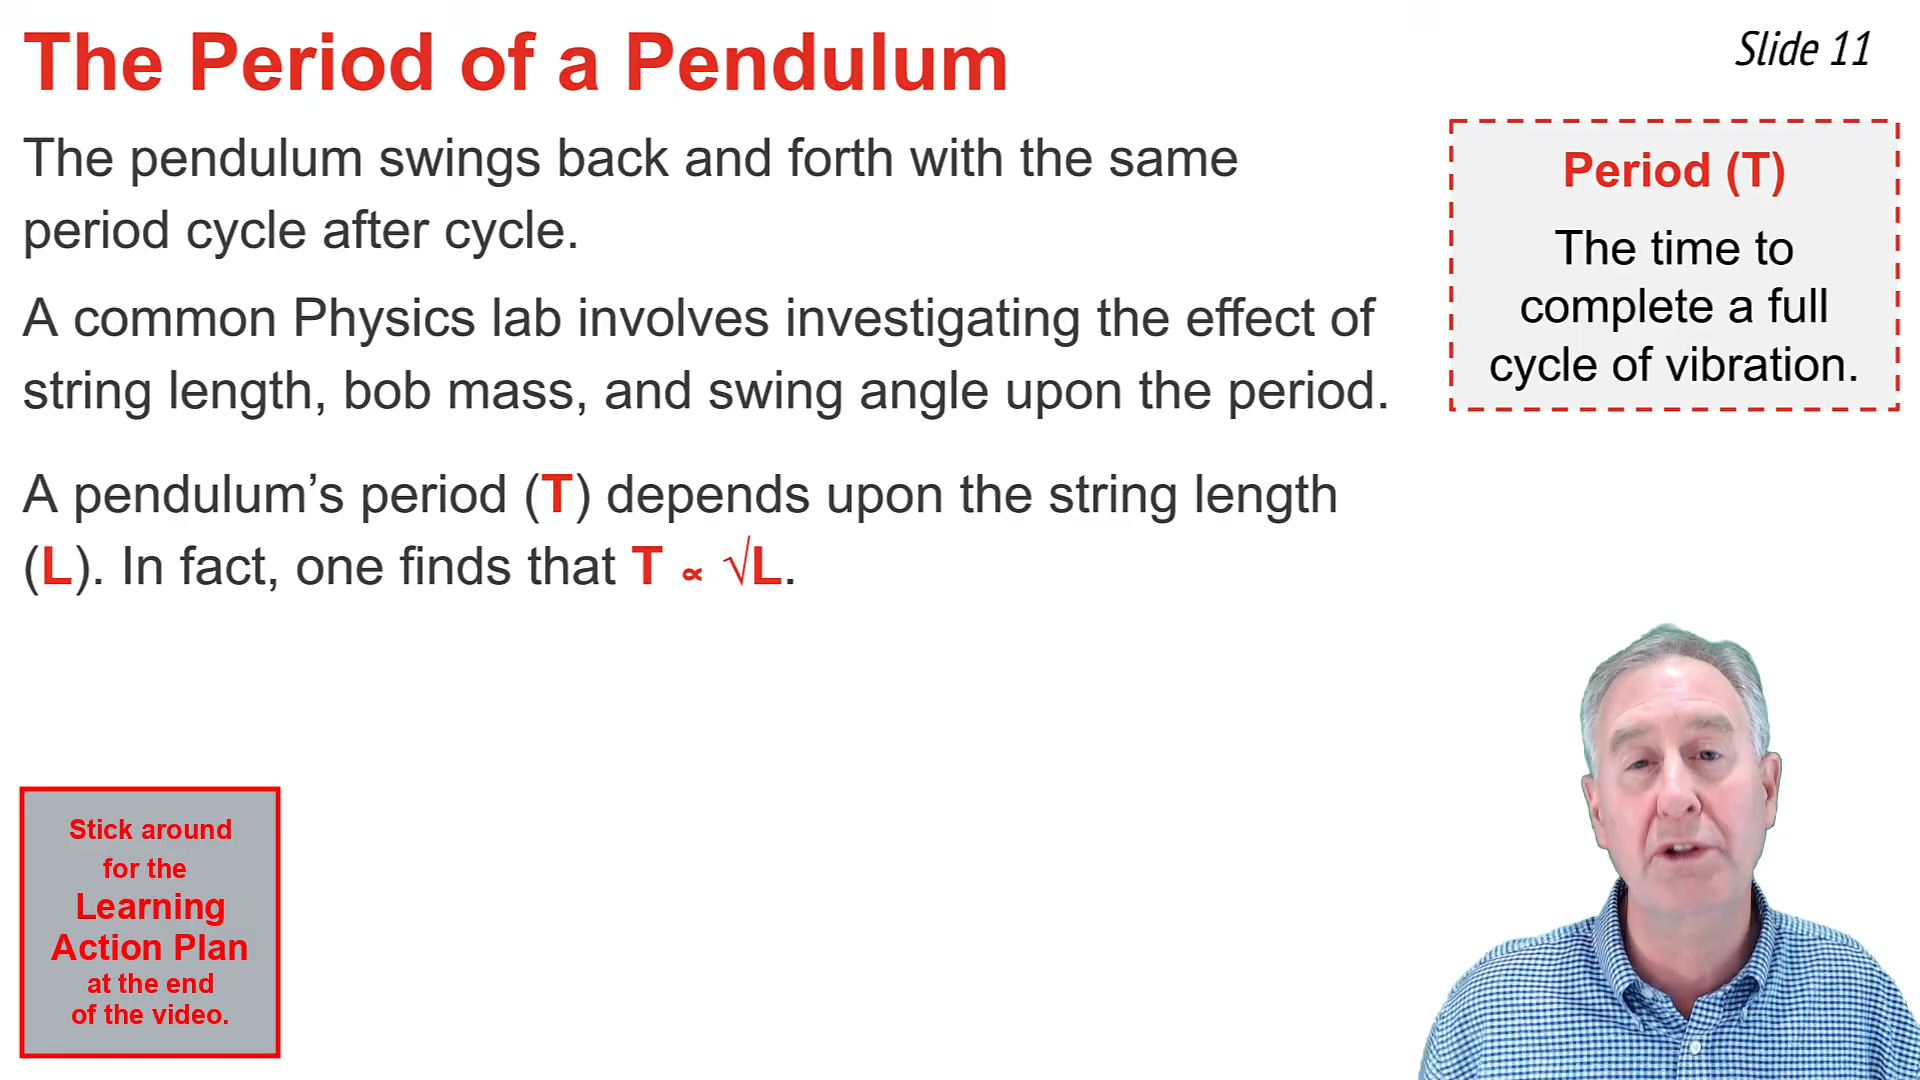 The Period of a Pendulum
Slide 11
The pendulum swings back and forth with the same
period cycle after cycle.
A common Physics lab involves investigating the effect of
string length, bob mass, and swing angle upon the period.
A pendulum’s period (T) depends upon the string length
(L). In fact, one finds that T ∝ √L.
Period (T)
The time to
complete a full
cycle of vibration.
Stick around
for the
Learning
Action Plan
at the end
of the video.